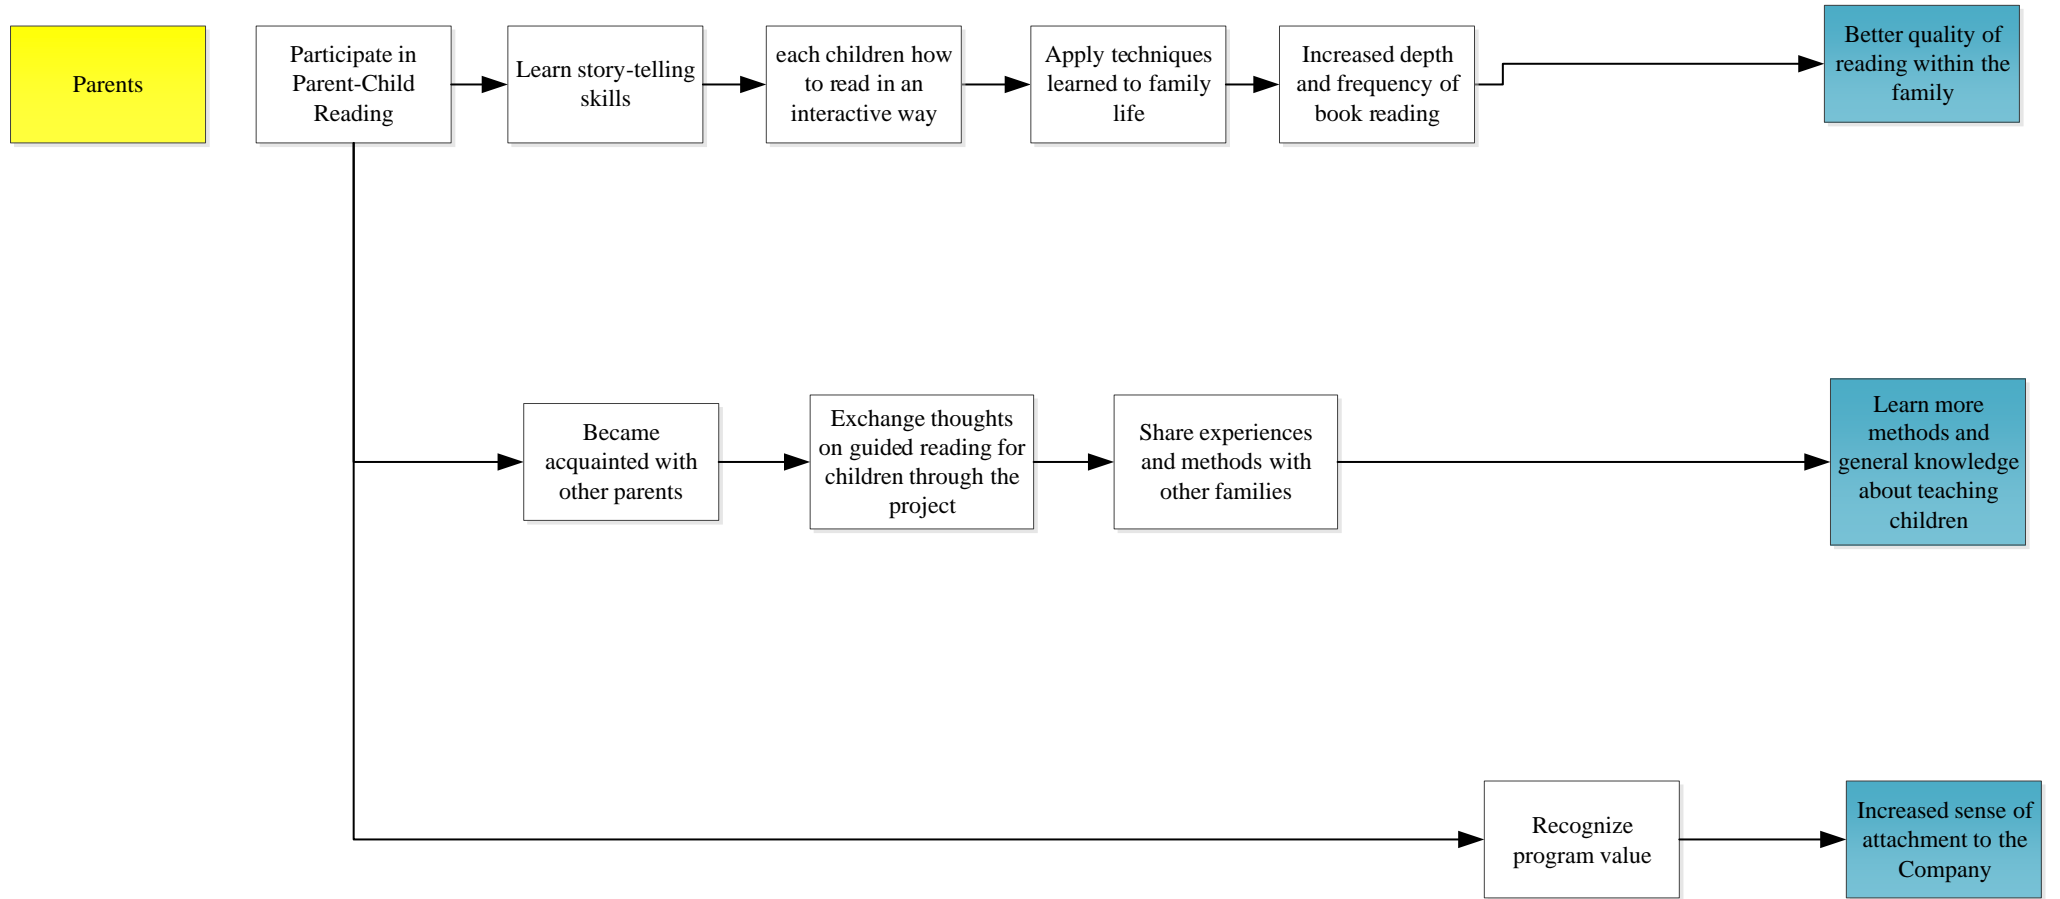 Parents
Participate in
Parent-Child
Reading
Learn story-telling
skills
each children how
to read in an
interactive way
Apply techniques
learned to family
life
Increased depth
and frequency of
book reading
Better quality of
reading within the
family
Became
acquainted with
other parents
Exchange thoughts
on guided reading for
children through the
project
Share experiences
and methods with
other families
Learn more
methods and
general knowledge
about teaching
children
Recognize
program value
Increased sense of
attachment to the
Company